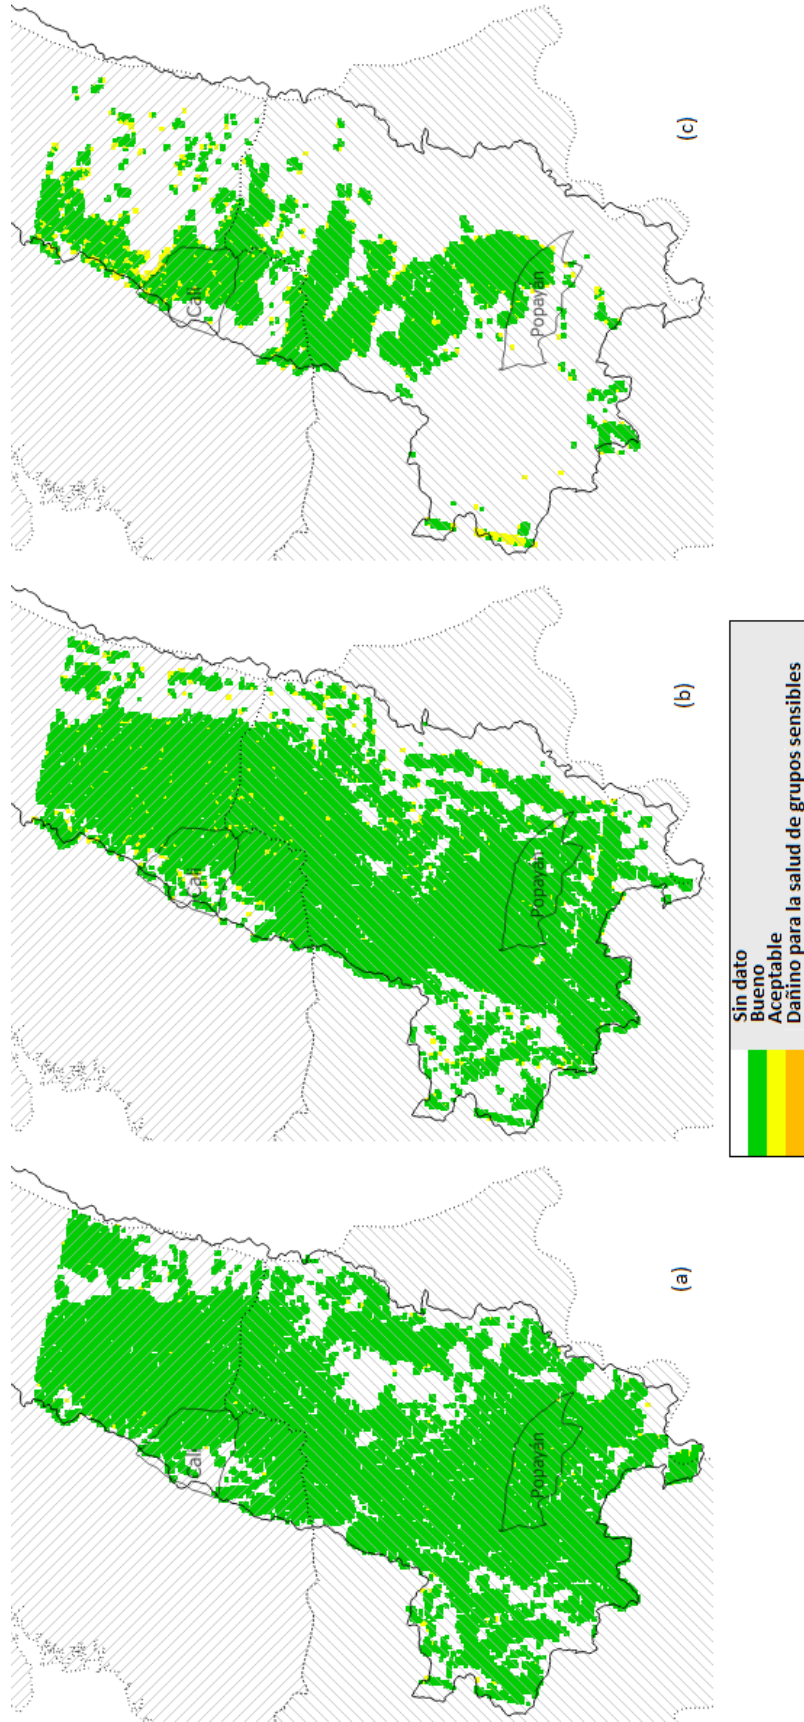 Cali
Popayán
(a)
Cali
Popayán
(b)
Cali
Popayán
(c)
Sin dato
Bueno
Aceptable
Dañino para la salud de grupos sensibles